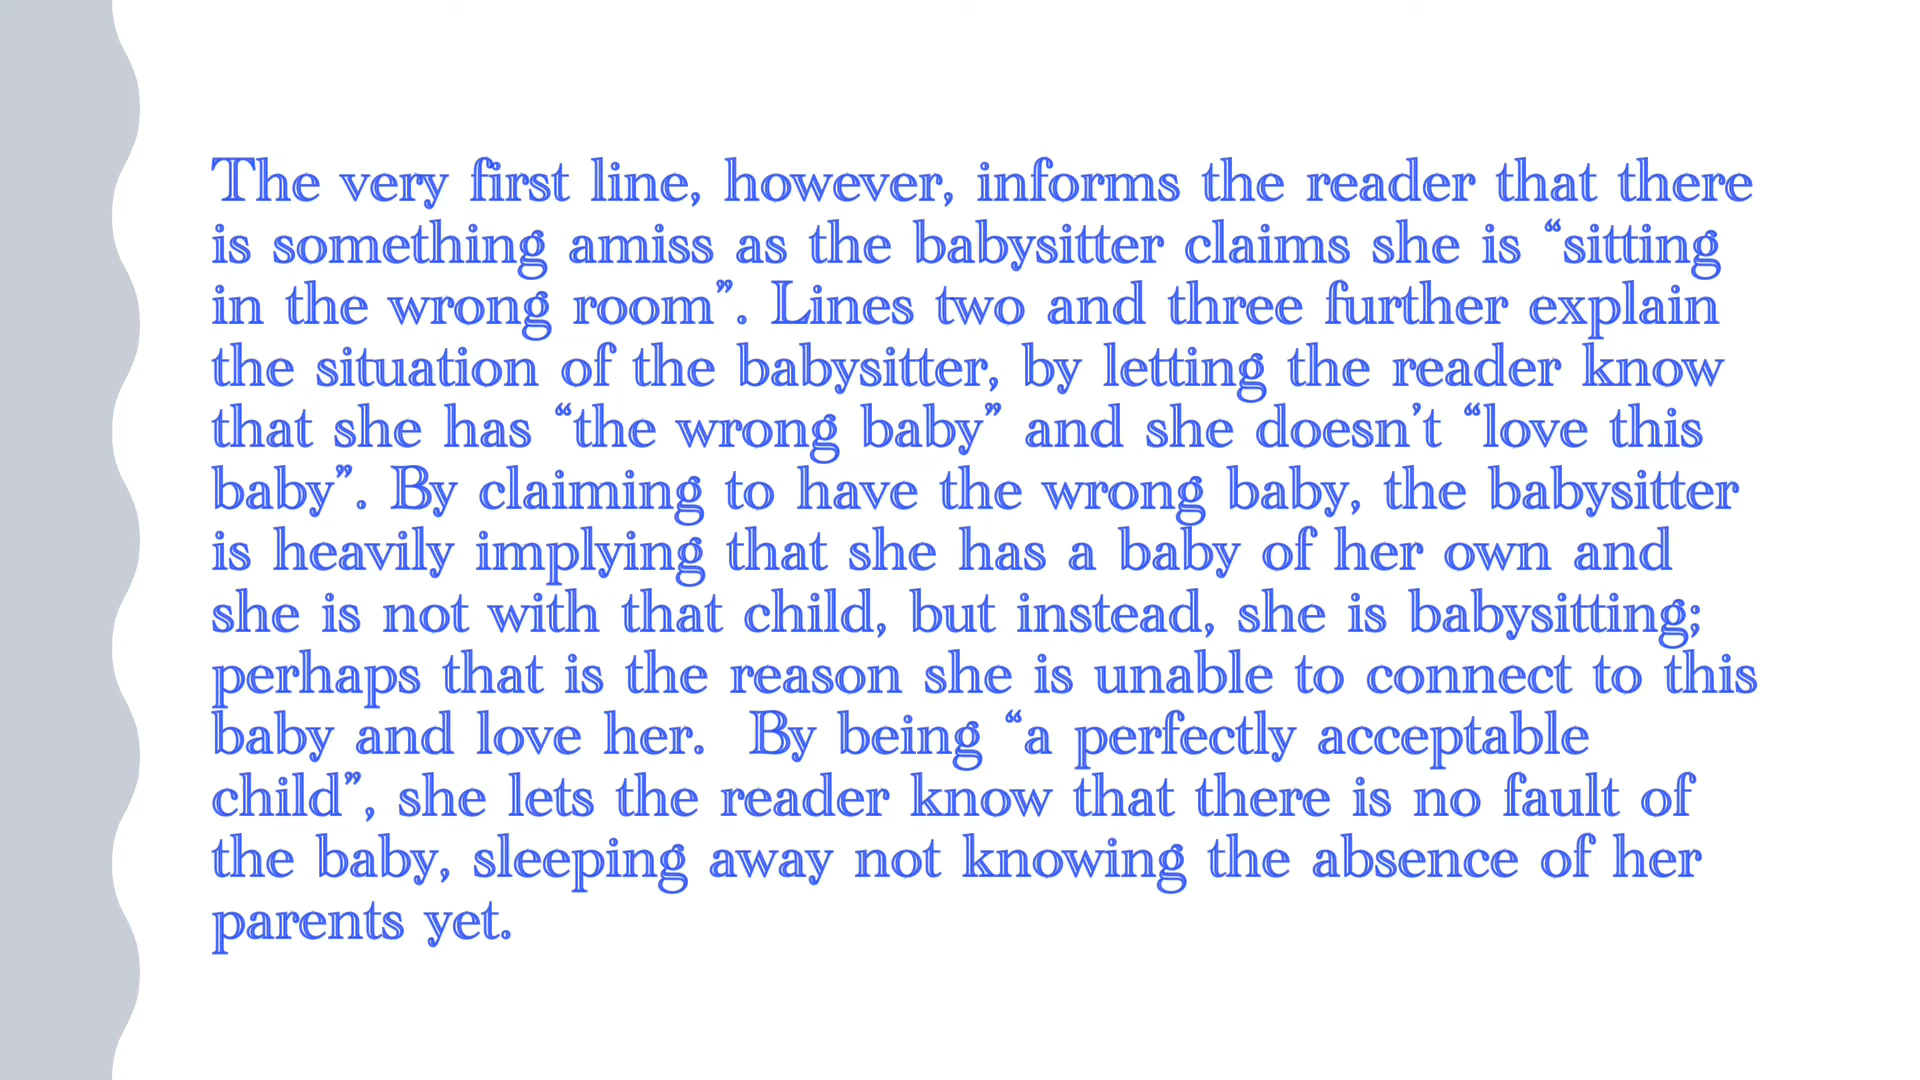 The very first line, however, informs the reader that there
is something amiss as the babysitter claims she is “sitting
in the wrong room”. Lines two and three further explain
the situation of the babysitter, by letting the reader know
that she has “the wrong baby” and she doesn’t “love this
baby”. By claiming to have the wrong baby, the babysitter
is heavily implying that she has a baby of her own and
she is not with that child, but instead, she is babysitting;
perhaps that is the reason she is unable to connect to this
baby and love her.  By being “a perfectly acceptable
child”, she lets the reader know that there is no fault of
the baby, sleeping away not knowing the absence of her
parents yet.